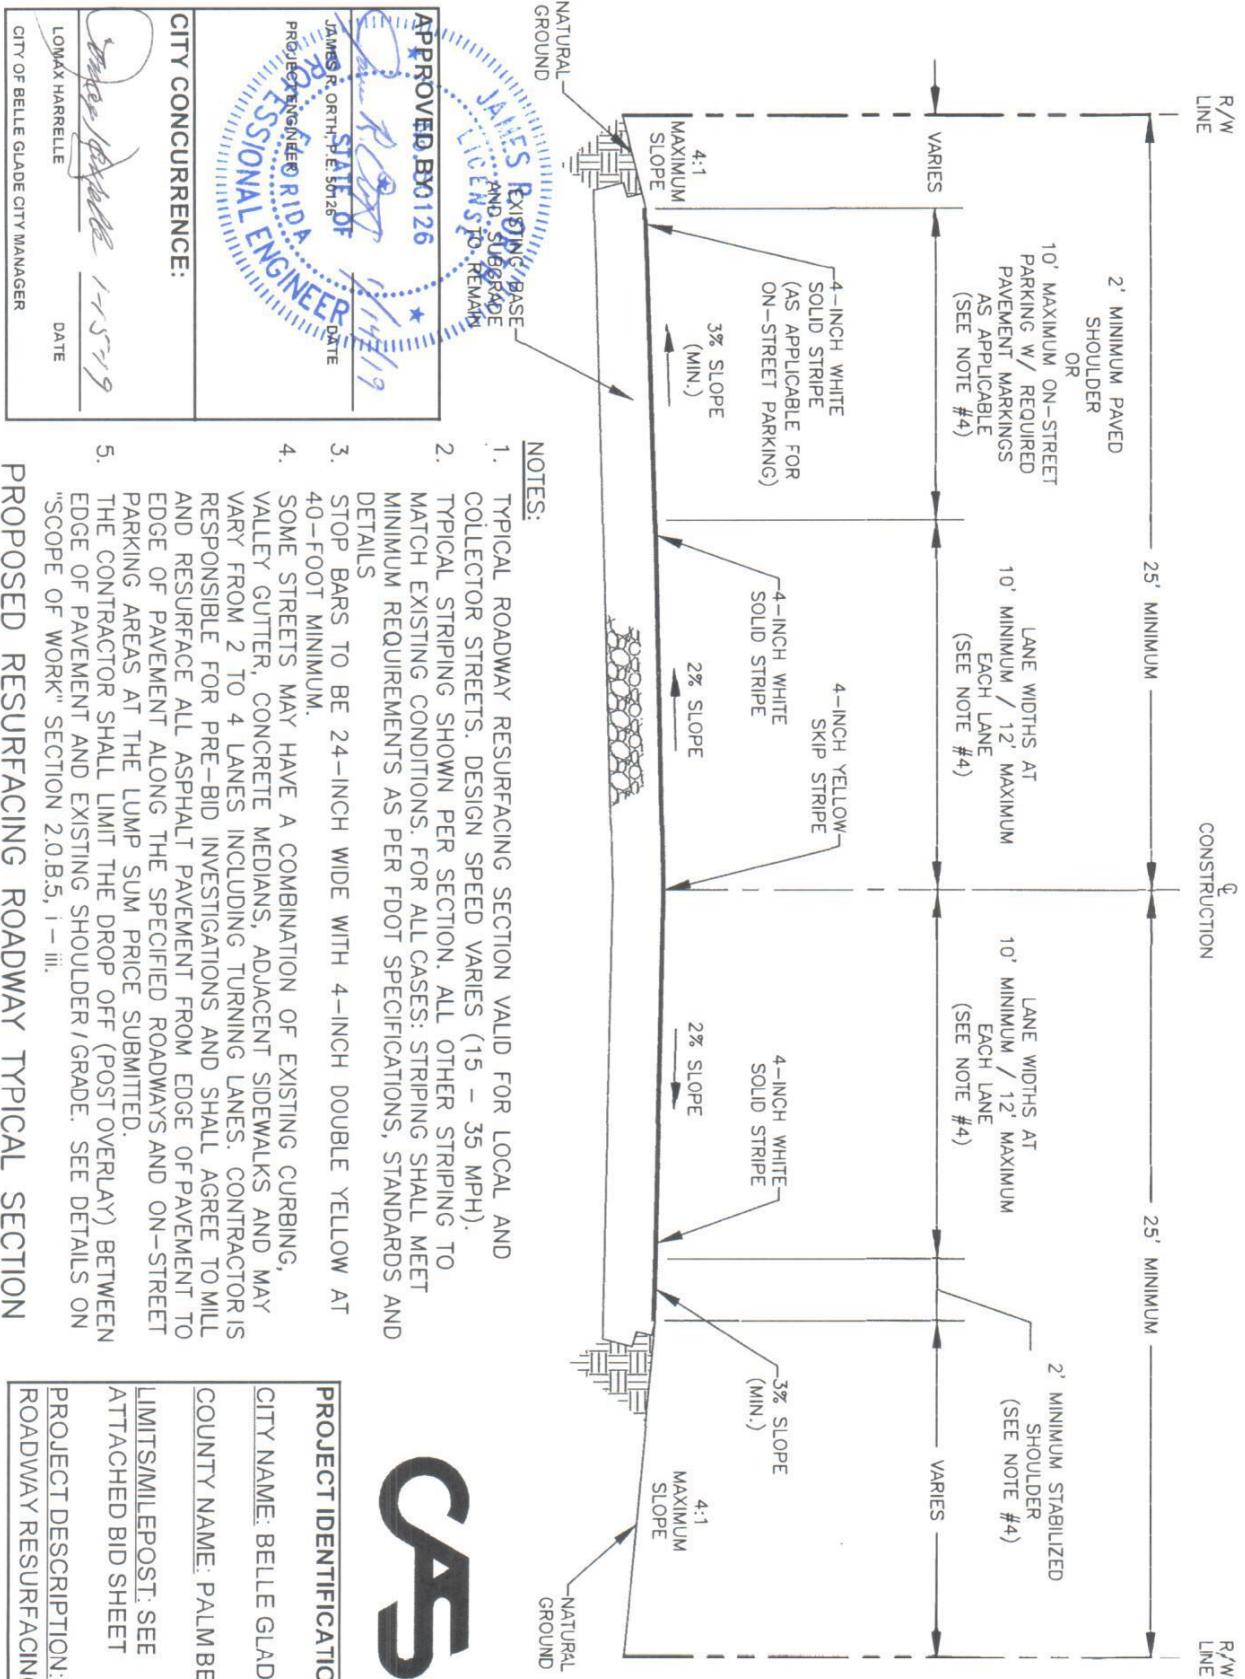 R/W
LINE
25' MINIMUM
℄
CONSTRUCTION
25' MINIMUM
R/W
LINE
VARIES
2' MINIMUM PAVED
SHOULDER
OR
10' MAXIMUM ON-STREET
PARKING W/ REQUIRED
PAVEMENT MARKINGS
AS APPLICABLE
(SEE NOTE #4)
LANE WIDTHS AT
10' MINIMUM / 12' MAXIMUM
EACH LANE
(SEE NOTE #4)
LANE WIDTHS AT
10' MINIMUM / 12' MAXIMUM
EACH LANE
(SEE NOTE #4)
2' MINIMUM STABILIZED
SHOULDER
(SEE NOTE #4)
VARIES
4:1
MAXIMUM
SLOPE
4-INCH WHITE
SOLID STRIPE
(AS APPLICABLE FOR
ON-STREET PARKING)
3% SLOPE
(MIN.)
4-INCH WHITE
SOLID STRIPE
2% SLOPE
4-INCH YELLOW
SKIP STRIPE
2% SLOPE
4-INCH WHITE
SOLID STRIPE
3% SLOPE
(MIN.)
4:1
MAXIMUM
SLOPE
NATURAL
GROUND
NATURAL
GROUND
EXISTING BASE
AND SUBGRADE
TO REMAIN
NOTES:
1. TYPICAL ROADWAY RESURFACING SECTION VALID FOR LOCAL AND
COLLECTOR STREETS. DESIGN SPEED VARIES (15 - 35 MPH).
2. TYPICAL STRIPING SHOWN PER SECTION. ALL OTHER STRIPING TO
MATCH EXISTING CONDITIONS. FOR ALL CASES: STRIPING SHALL MEET
MINIMUM REQUIREMENTS AS PER FDOT SPECIFICATIONS, STANDARDS AND
DETAILS
3. STOP BARS TO BE 24-INCH WIDE WITH 4-INCH DOUBLE YELLOW AT
40-FOOT MINIMUM.
4. SOME STREETS MAY HAVE A COMBINATION OF EXISTING CURBING,
VALLEY GUTTER, CONCRETE MEDIANS, ADJACENT SIDEWALKS AND MAY
VARY FROM 2 TO 4 LANES INCLUDING TURNING LANES. CONTRACTOR IS
RESPONSIBLE FOR PRE-BID INVESTIGATIONS AND SHALL AGREE TO MILL
AND RESURFACE ALL ASPHALT PAVEMENT FROM EDGE OF PAVEMENT TO
EDGE OF PAVEMENT ALONG THE SPECIFIED ROADWAYS AND ON-STREET
PARKING AREAS AT THE LUMP SUM PRICE SUBMITTED.
5. THE CONTRACTOR SHALL LIMIT THE DROP OFF (POST OVERLAY) BETWEEN
EDGE OF PAVEMENT AND EXISTING SHOULDER/GRADE. SEE DETAILS ON
"SCOPE OF WORK" SECTION 2.0.B.5, i - iii.
PROPOSED RESURFACING ROADWAY TYPICAL SECTION
APPROVED BY:
JAMES R. ORTH, P.E. 50126
PROJECT ENGINEER
DATE
1/14/19
JAMES R. ORTH
LICENSE
50126
STATE OF
FLORIDA
PROFESSIONAL ENGINEER
CITY CONCURRENCE:
Lomax Harrelle 1-15-19
LOMAX HARRELLE
DATE
CITY OF BELLE GLADE CITY MANAGER
CAS
PROJECT IDENTIFICATIO
CITY NAME: BELLE GLAD
COUNTY NAME: PALM BE
LIMITS/MILEPOST: SEE
ATTACHED BID SHEET
PROJECT DESCRIPTION:
ROADWAY RESURFACING